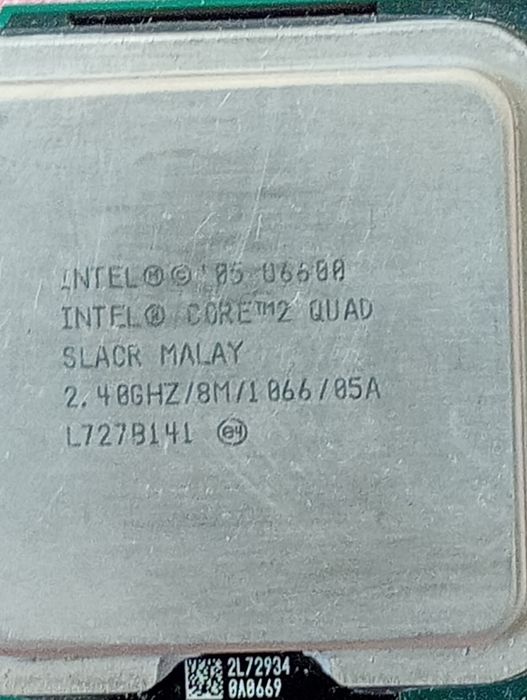 INTEL Ⓜ © '05 Q6600
INTEL® CORE™2 QUAD
SLACR MALAY
2.40GHZ/8M/1066/05A
L727B141 e4
2L72934
0A0669